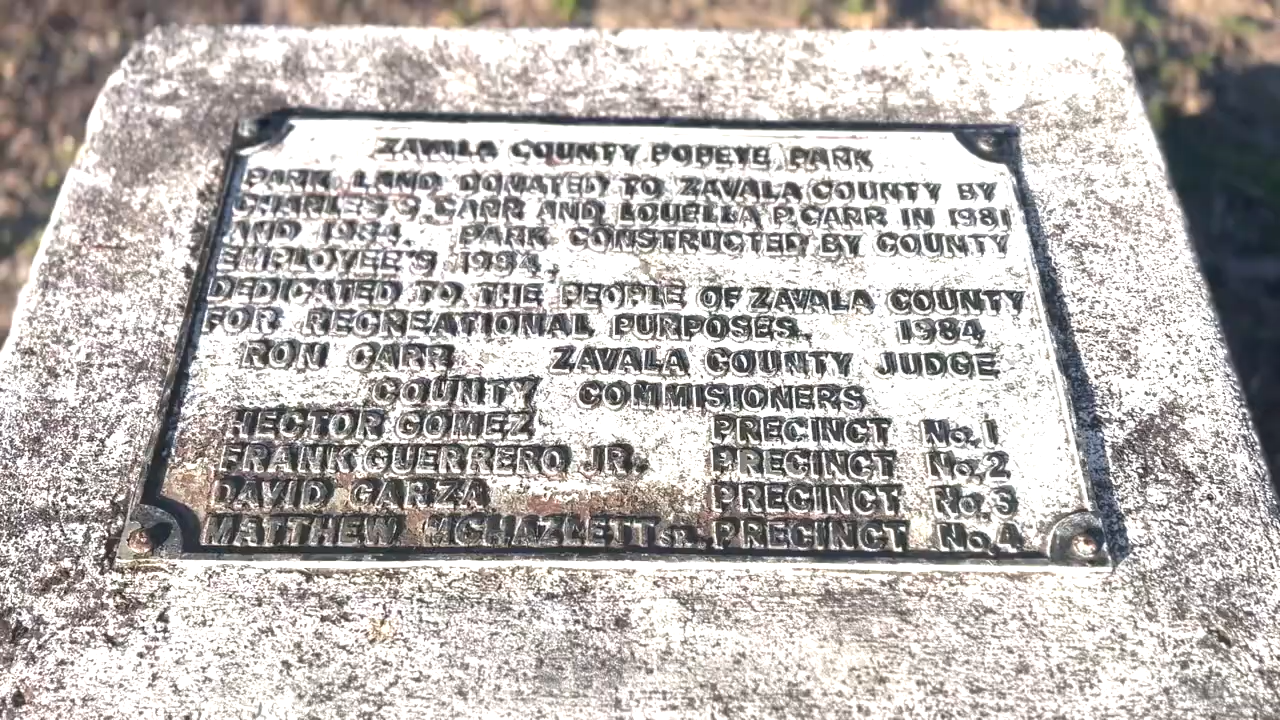 ZAVALA COUNTY POPEYE PARK
PARK LAND DONATED TO ZAVALA COUNTY BY
CHARLES C. CARR AND LOUELLA P. CARR IN 1981
AND 1984. PARK CONSTRUCTED BY COUNTY
EMPLOYEE'S 1984.
DEDICATED TO THE PEOPLE OF ZAVALA COUNTY
FOR RECREATIONAL PURPOSES. 1984
RON CARR ZAVALA COUNTY JUDGE
COUNTY COMMISIONERS
HECTOR GOMEZ PRECINCT No. 1
FRANK GUERRERO JR. PRECINCT No. 2
DAVID GARZA PRECINCT No. 3
MATTHEW MCHAZLETT SR. PRECINCT No. 4